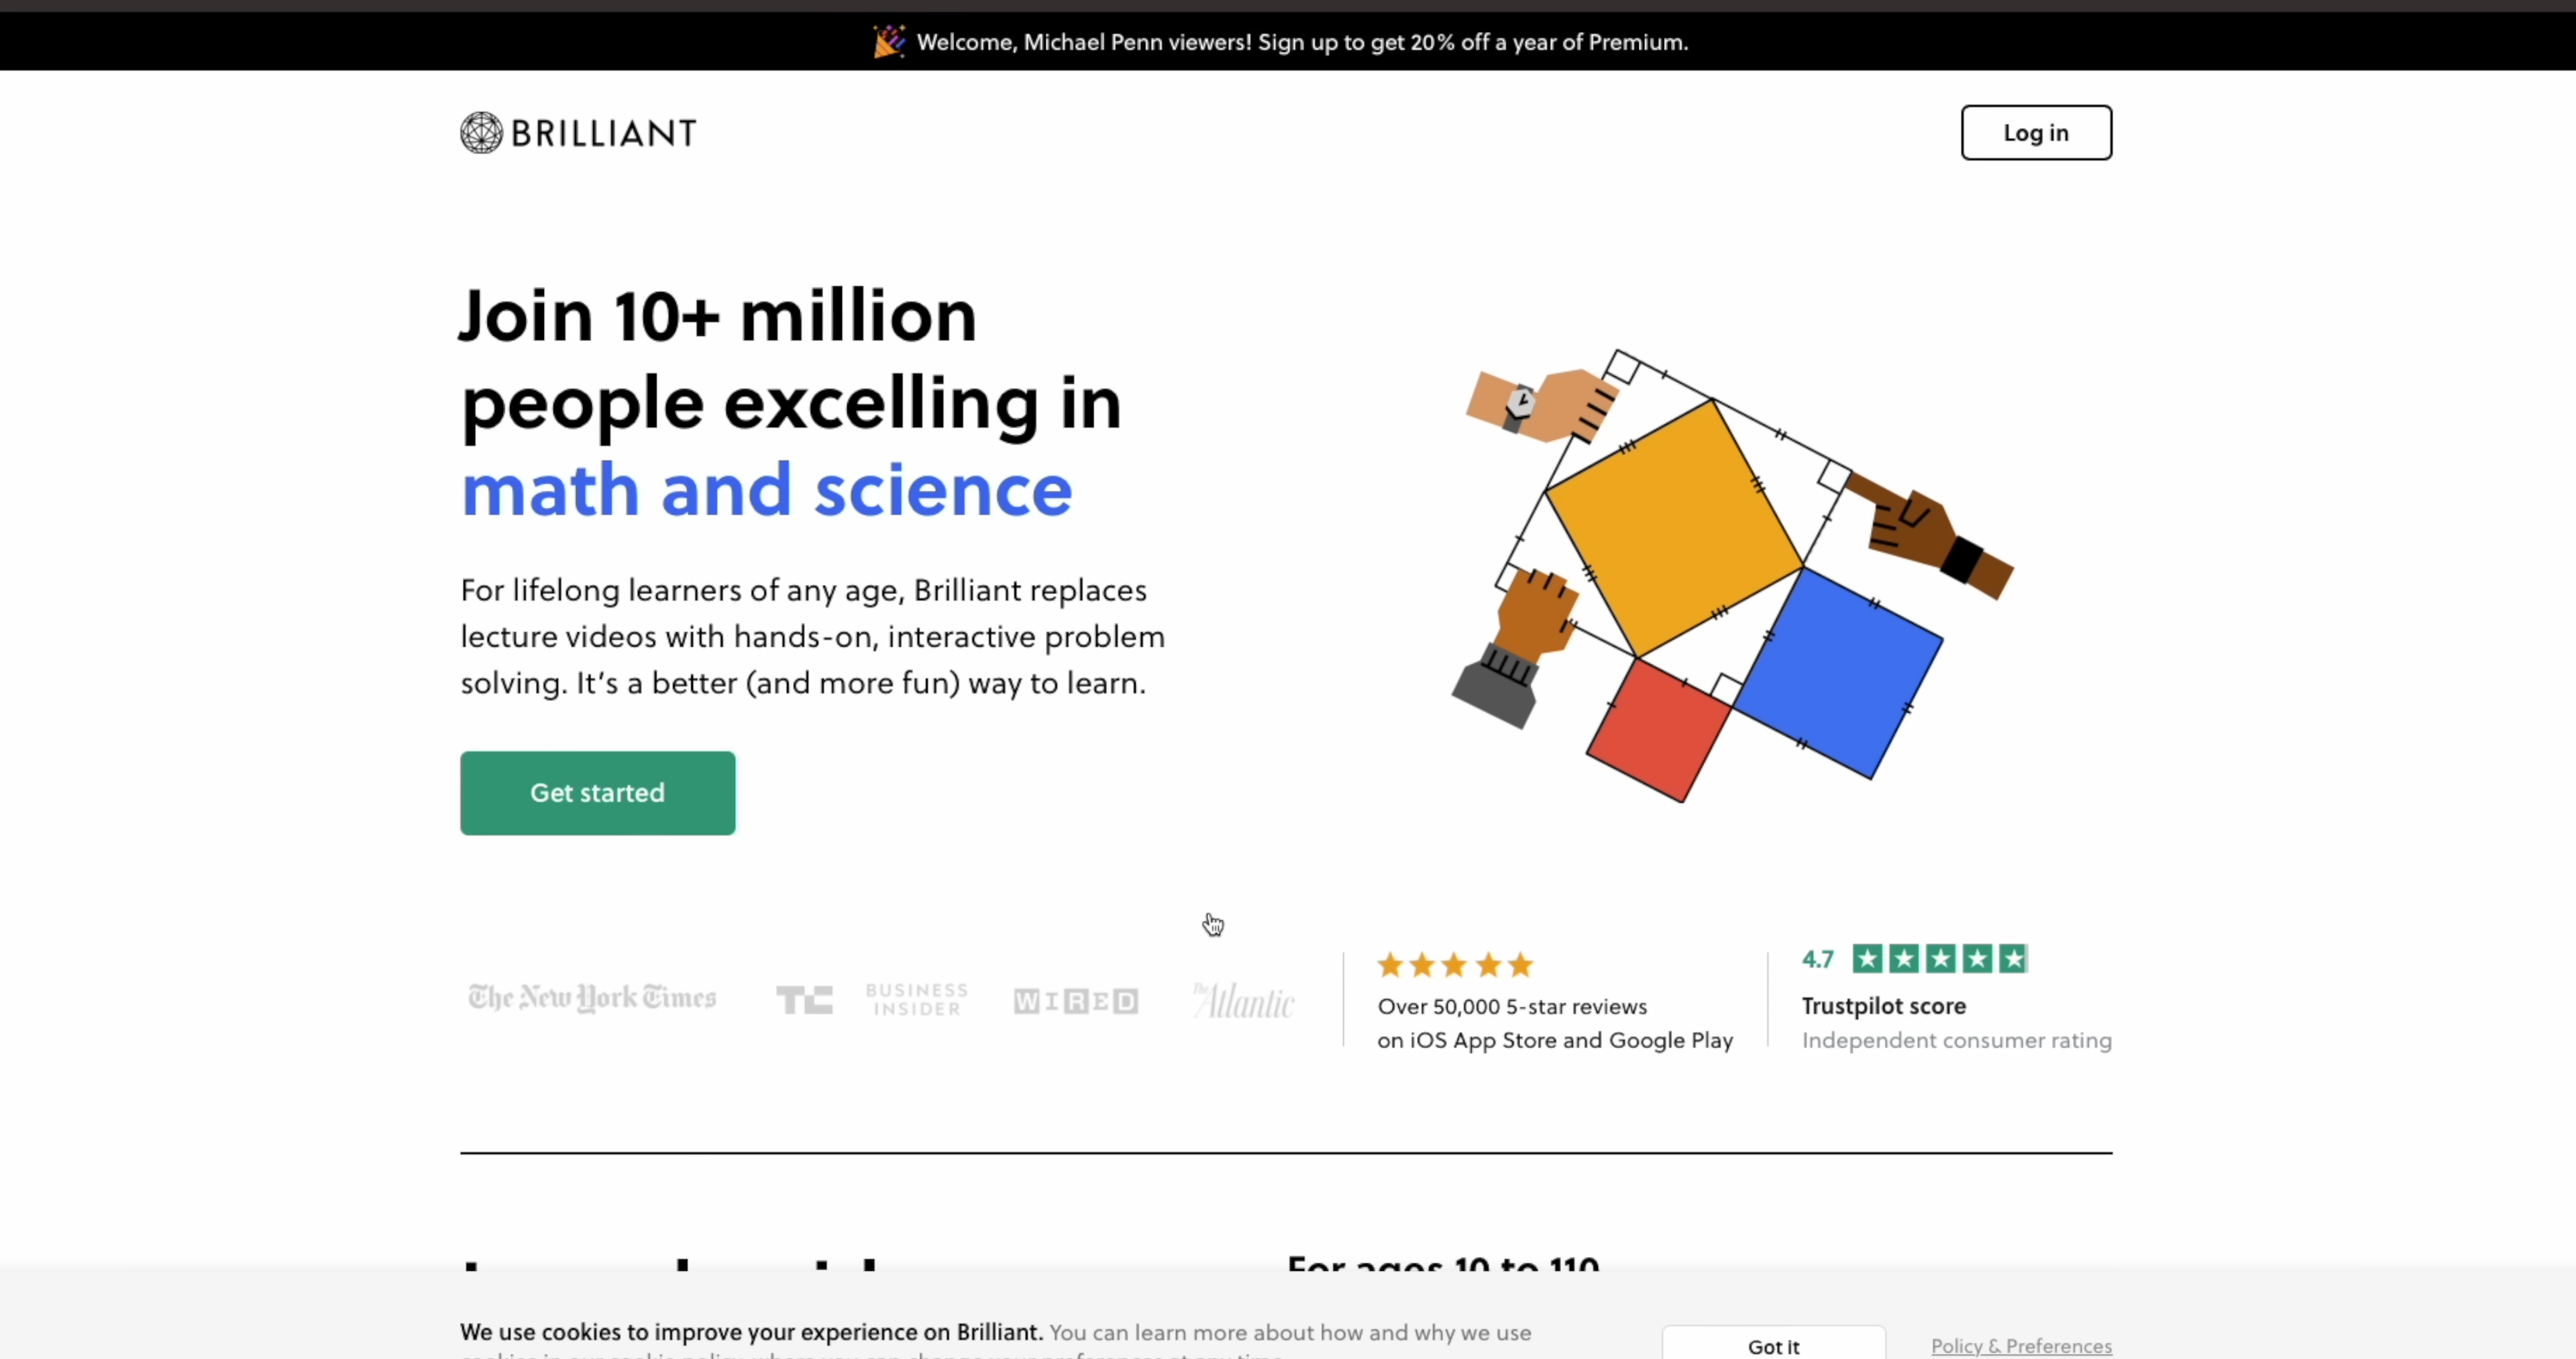 Welcome, Michael Penn viewers! Sign up to get 20% off a year of Premium.
BRILLIANT
Log in
Join 10+ million
people excelling in
math and science
For lifelong learners of any age, Brilliant replaces
lecture videos with hands-on, interactive problem
solving. It's a better (and more fun) way to learn.
Get started
The New York Times
TC
BUSINESS
INSIDER
WIRED
The Atlantic
Over 50,000 5-star reviews
on iOS App Store and Google Play
4.7
Trustpilot score
Independent consumer rating
For ages 10 to 110
We use cookies to improve your experience on Brilliant. You can learn more about how and why we use
Got it
Policy & Preferences